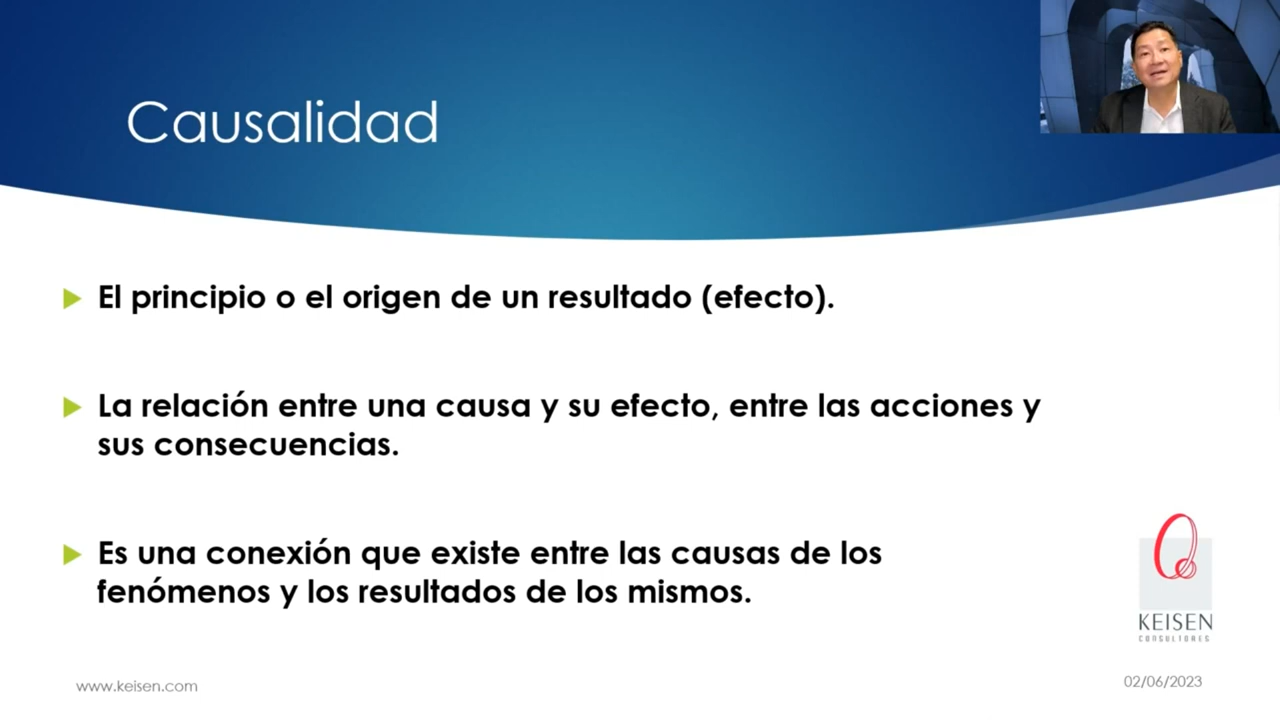 Causalidad
El principio o el origen de un resultado (efecto).
La relación entre una causa y su efecto, entre las acciones y
sus consecuencias.
Es una conexión que existe entre las causas de los
fenómenos y los resultados de los mismos.
KEISEN
CONSULTORES
www.keisen.com
02/06/2023